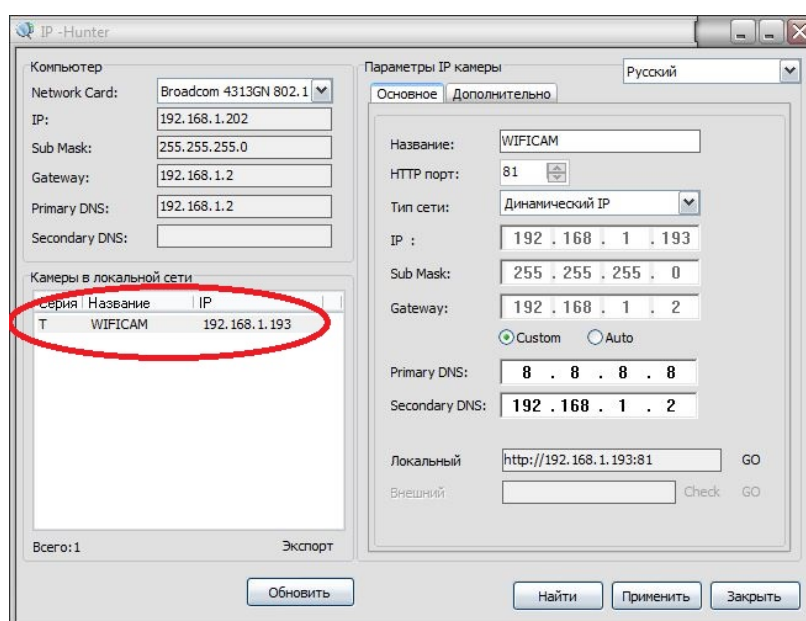 IP -Hunter
Компьютер
Network Card: Broadcom 4313GN 802.1
IP: 192.168.1.202
Sub Mask: 255.255.255.0
Gateway: 192.168.1.2
Primary DNS: 192.168.1.2
Secondary DNS:
Камеры в локальной сети
Серия Название IP
T WIFICAM 192.168.1.193
Всего:1 Экспорт
Обновить
Параметры IP камеры
Русский
Основное Дополнительно
Название: WIFICAM
HTTP порт: 81
Тип сети: Динамический IP
IP : 192 . 168 . 1 . 193
Sub Mask: 255 . 255 . 255 . 0
Gateway: 192 . 168 . 1 . 2
Custom Auto
Primary DNS: 8 . 8 . 8 . 8
Secondary DNS: 192 . 168 . 1 . 2
Локальный http://192.168.1.193:81 GO
Внешний Check GO
Найти Применить Закрыть